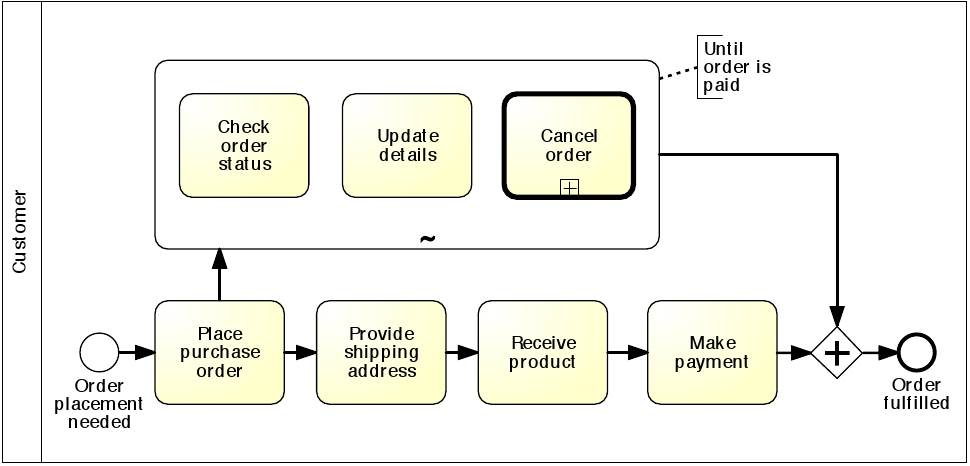 Customer
Until
order is
paid
Check
order
status
Update
details
Cancel
order
~
Place
purchase
order
Provide
shipping
address
Receive
product
Make
payment
Order
placement
needed
Order
fulfilled